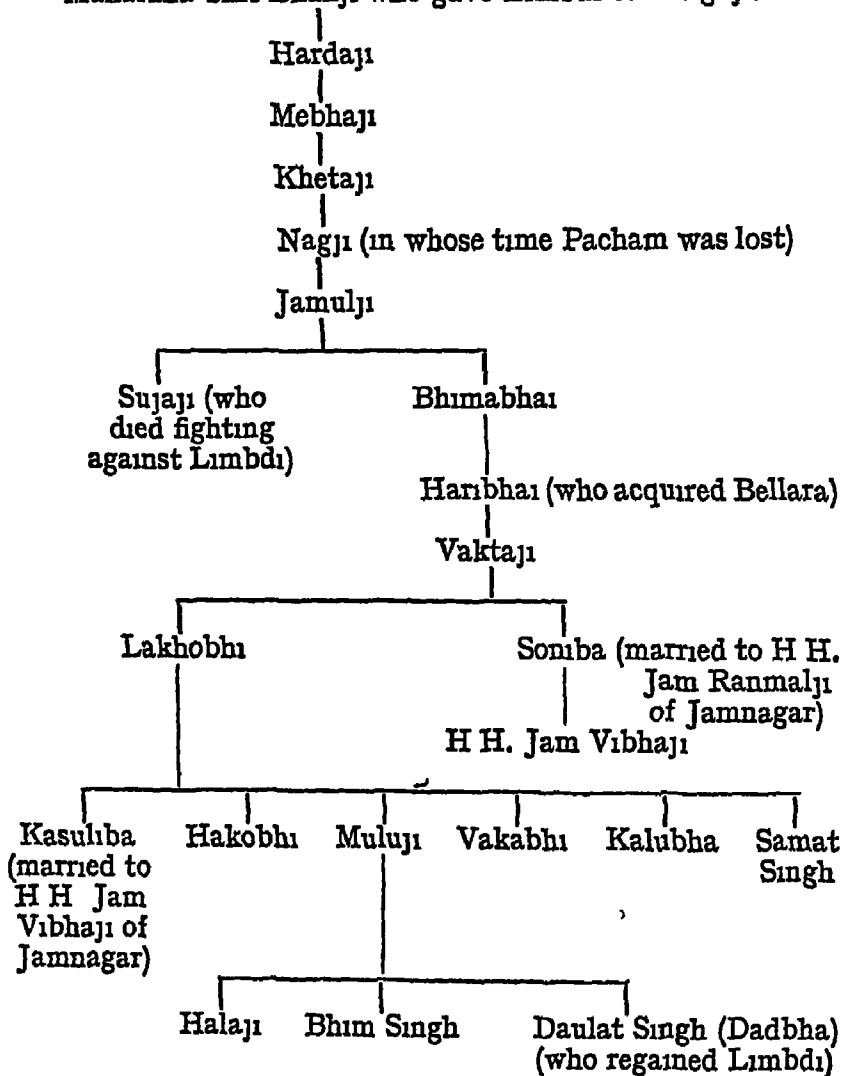 Hardaji
Mebhaji
Khetaji
Nagji (in whose time Pacham was lost)
Jamulji
Sujaji (who
died fighting
against Limbdi)
Bhimabhai
Haribhai (who acquired Bellara)
Vaktaji
Lakhobhi
Soniba (married to H H.
Jam Ranmalji
of Jamnagar)
H H. Jam Vibhaji
Kasuliba
(married to
H H Jam
Vibhaji of
Jamnagar)
Hakobhi
Muluji
Vakabhi
Kalubha
Samat
Singh
Halaji
Bhim Singh
Daulat Singh (Dadbha)
(who regained Limbdi)